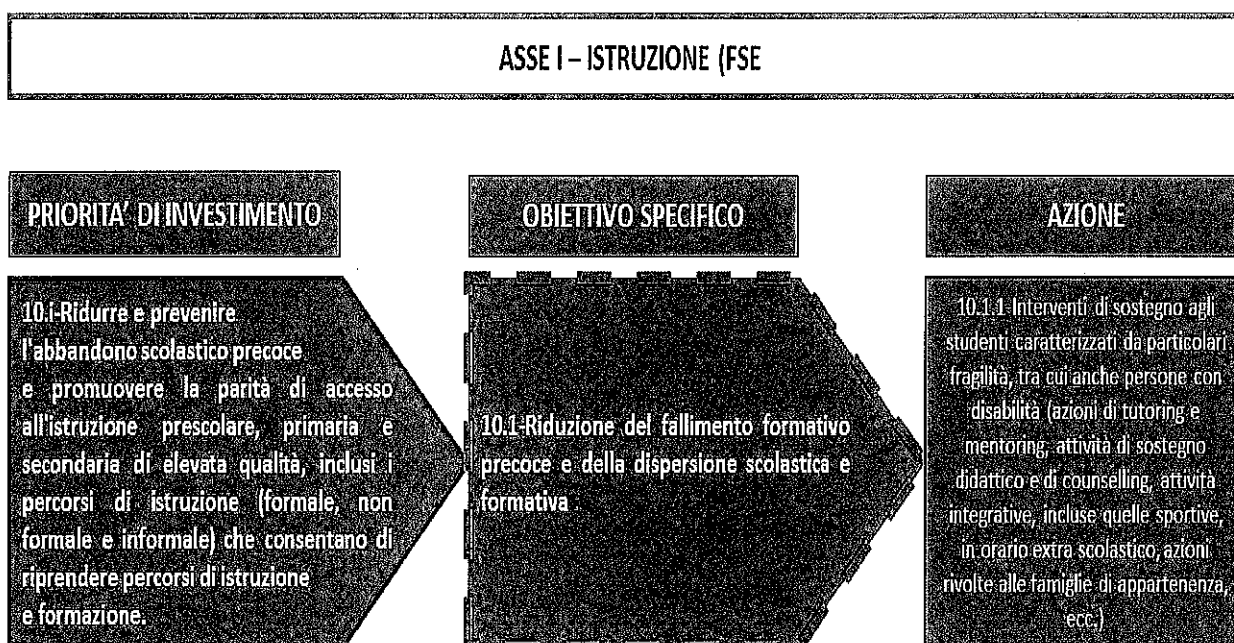 ASSE I – ISTRUZIONE (FSE
PRIORITA’ DI INVESTIMENTO
10.i-Ridurre e prevenire
l'abbandono scolastico precoce
e promuovere la parità di accesso
all'istruzione prescolare, primaria e
secondaria di elevata qualità, inclusi i
percorsi di istruzione (formale, non
formale e informale) che consentano di
riprendere percorsi di istruzione
e formazione.
OBIETTIVO SPECIFICO
10.1-Riduzione del fallimento formativo
precoce e della dispersione scolastica e
formativa
AZIONE
10.1.1 Interventi di sostegno agli
studenti caratterizzati da particolari
fragilità, tra cui anche persone con
disabilità (azioni di tutoring e
mentoring, attività di sostegno
didattico e di counselling, attività
integrative, incluse quelle sportive,
in orario extra scolastico, azioni
rivolte alle famiglie di appartenenza,
ecc.)